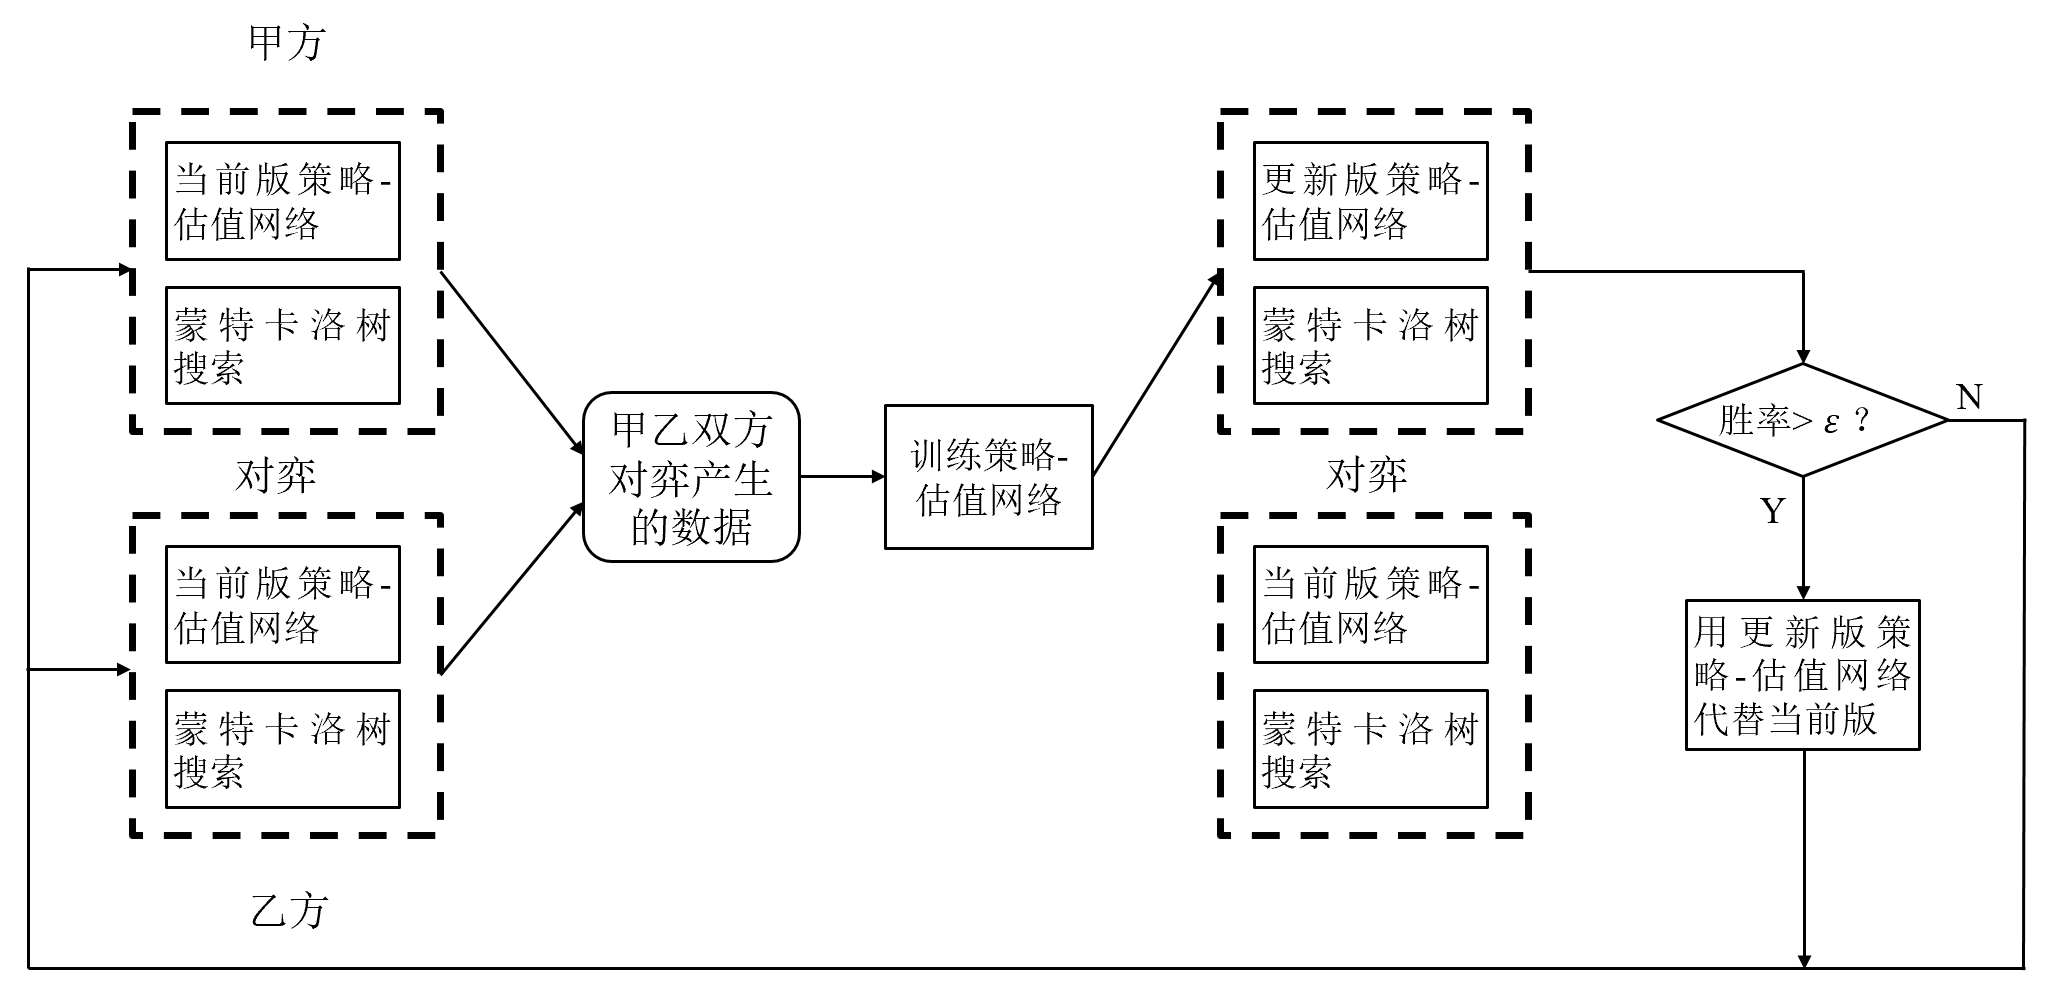 甲方
当前版策略-
估值网络
蒙特卡洛树
搜索
对弈
当前版策略-
估值网络
蒙特卡洛树
搜索
乙方
甲乙双方
对弈产生
的数据
训练策略-
估值网络
更新版策略-
估值网络
蒙特卡洛树
搜索
对弈
当前版策略-
估值网络
蒙特卡洛树
搜索
胜率> ε ？
N
Y
用更新版策
略-估值网络
代替当前版